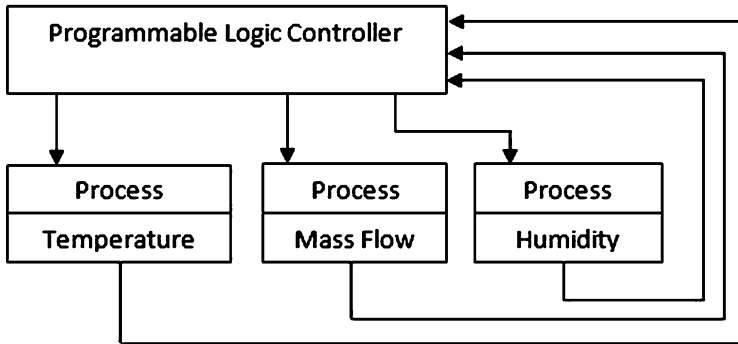 Programmable Logic Controller
Process
Temperature
Process
Mass Flow
Process
Humidity